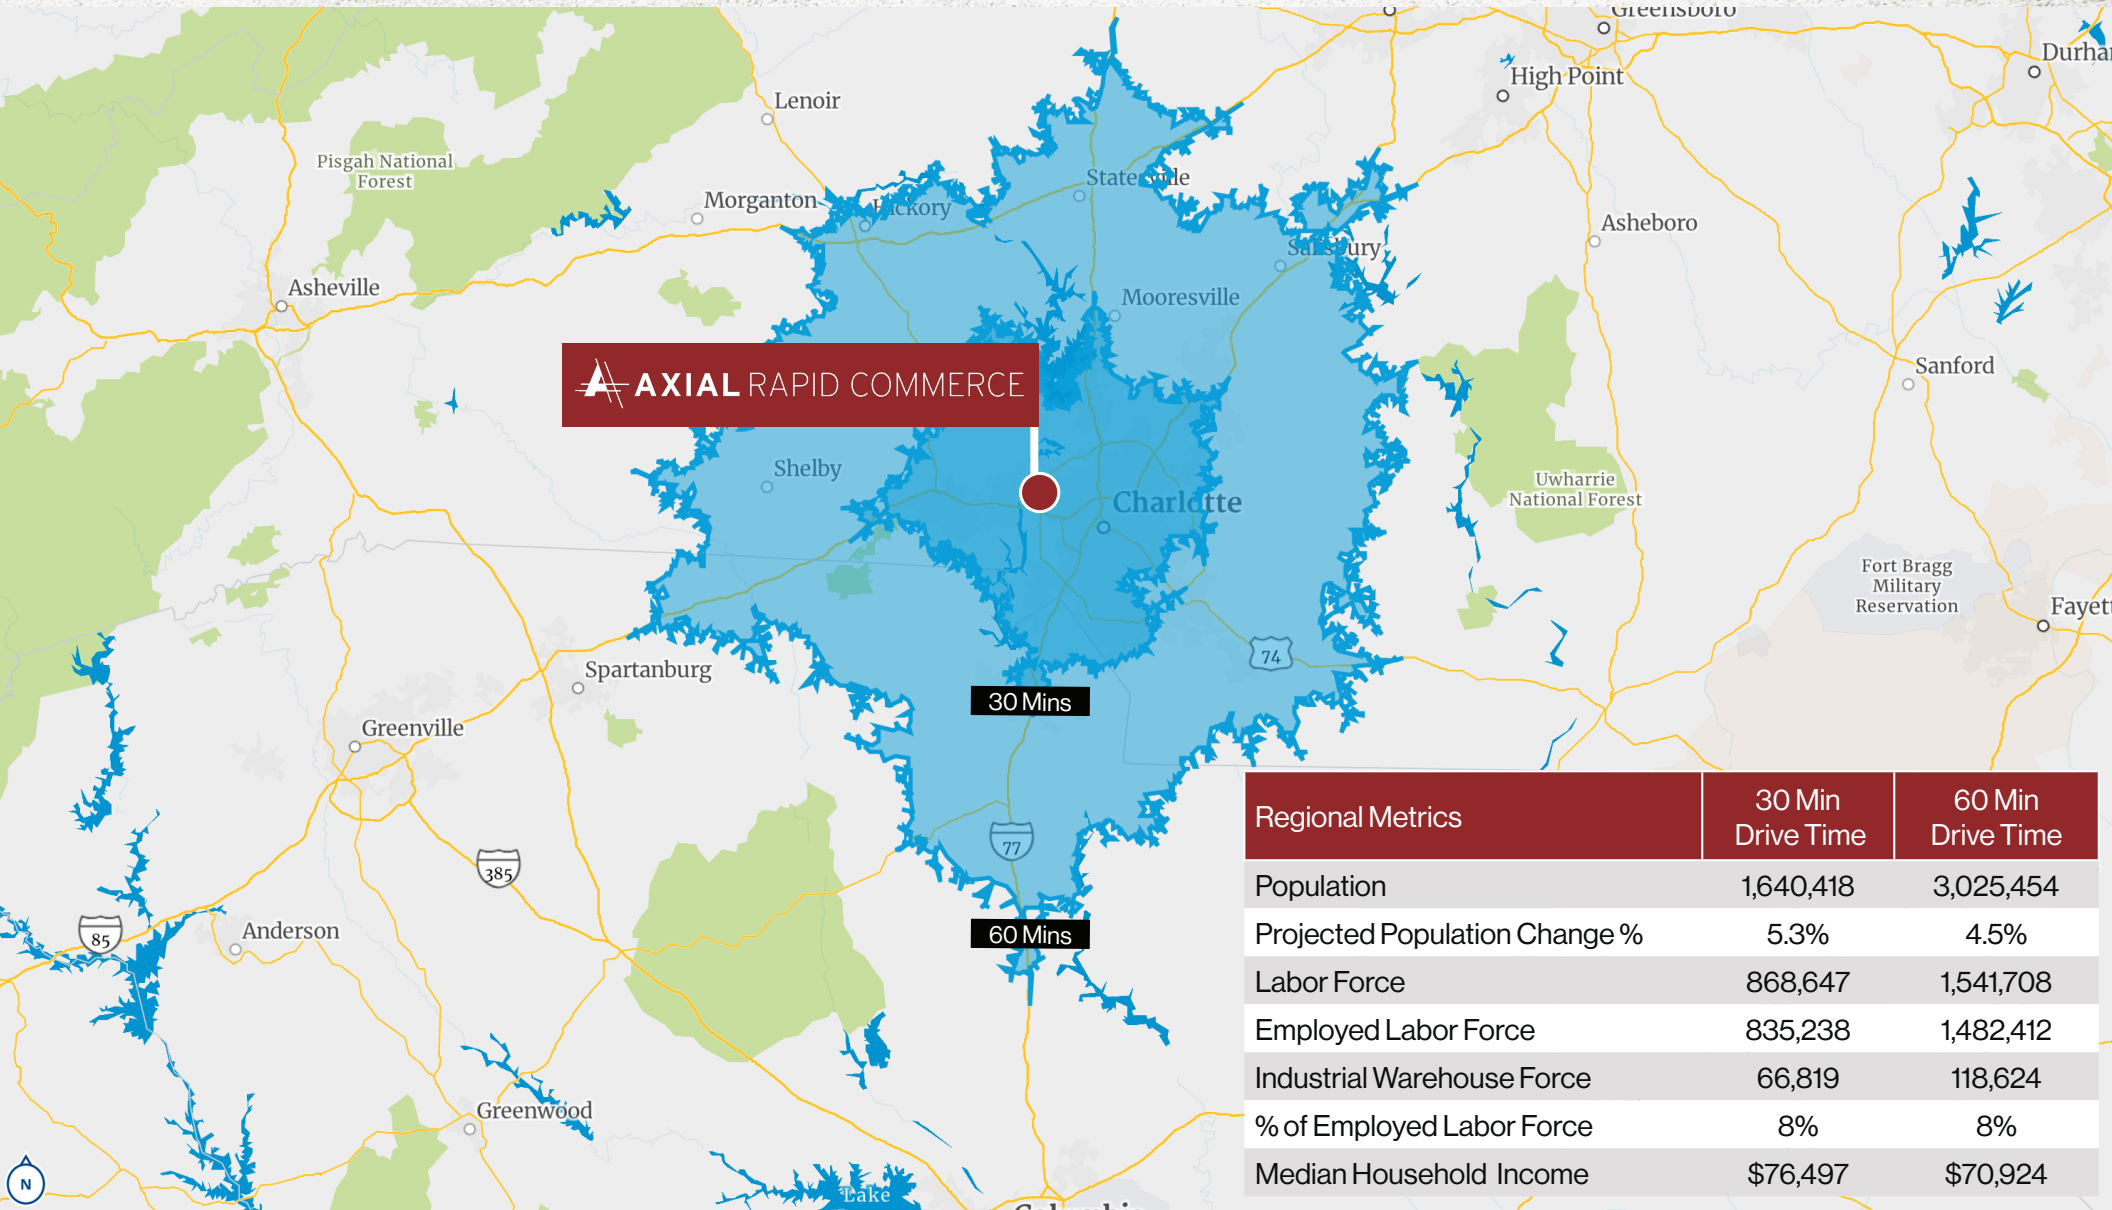 Greensboro
Durha
High Point
Lenoir
Pisgah National
Forest
Statesville
Morganton
Hickory
Asheboro
Salisbury
Asheville
Mooresville
Sanford
AXIAL RAPID COMMERCE
Shelby
Charlotte
Uwharrie
National Forest
Fort Bragg
Military
Reservation
Fayet
74
Spartanburg
30 Mins
Greenville
77
385
85
Anderson
60 Mins
Greenwood
N
Lake
Columbia
Regional Metrics
30 Min
Drive Time
60 Min
Drive Time
Population 1,640,418 3,025,454
Projected Population Change % 5.3% 4.5%
Labor Force 868,647 1,541,708
Employed Labor Force 835,238 1,482,412
Industrial Warehouse Force 66,819 118,624
% of Employed Labor Force 8% 8%
Median Household Income $76,497 $70,924